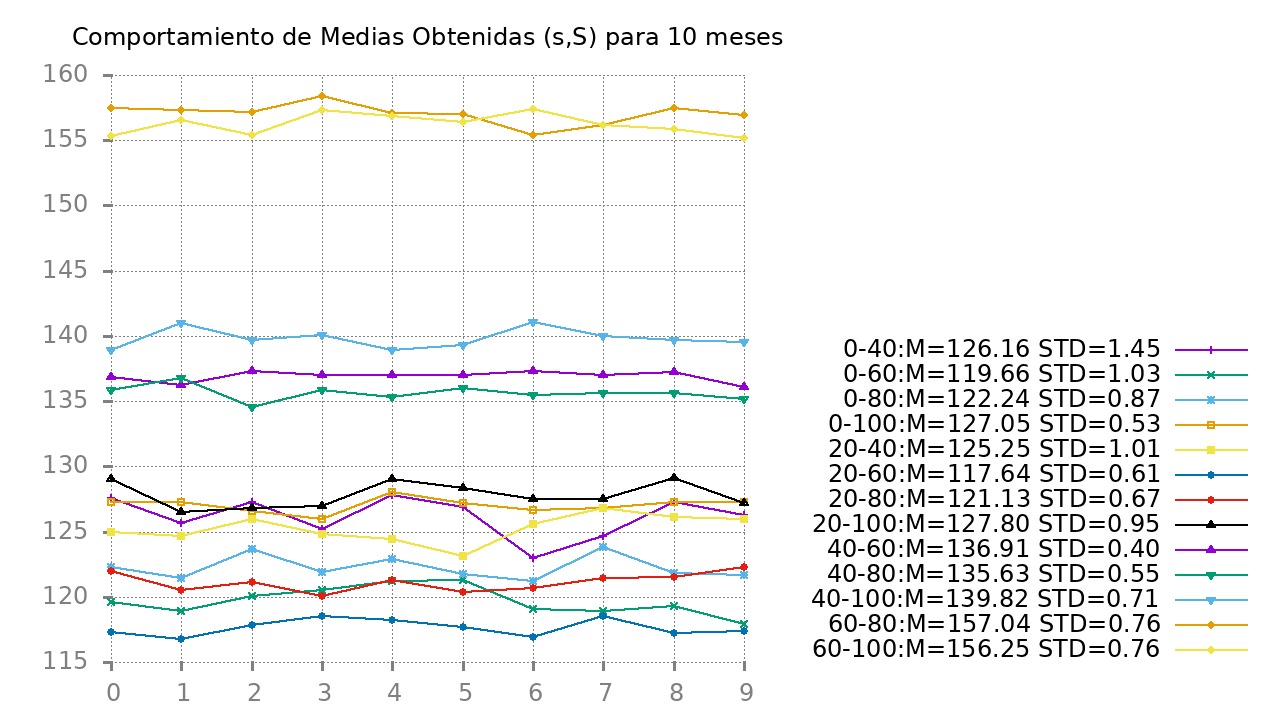 Comportamiento de Medias Obtenidas (s,S) para 10 meses
160
155
150
145
140
135
130
125
120
115
0 1 2 3 4 5 6 7 8 9
0-40:M=126.16 STD=1.45
0-60:M=119.66 STD=1.03
0-80:M=122.24 STD=0.87
0-100:M=127.05 STD=0.53
20-40:M=125.25 STD=1.01
20-60:M=117.64 STD=0.61
20-80:M=121.13 STD=0.67
20-100:M=127.80 STD=0.95
40-60:M=136.91 STD=0.40
40-80:M=135.63 STD=0.55
40-100:M=139.82 STD=0.71
60-80:M=157.04 STD=0.76
60-100:M=156.25 STD=0.76